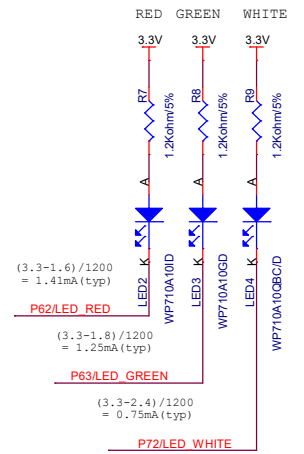 RED GREEN WHITE
3.3V 3.3V 3.3V
R7 R8 R9
1.2Kohm/5% 1.2Kohm/5% 1.2Kohm/5%
A A A
K K K
LED2 LED3 LED4
WP710A10ID WP710A10GD WP710A10QBC/D
(3.3-1.6)/1200
= 1.41mA(typ)
P62/LED_RED
(3.3-1.8)/1200
= 1.25mA(typ)
P63/LED_GREEN
(3.3-2.4)/1200
= 0.75mA(typ)
P72/LED_WHITE